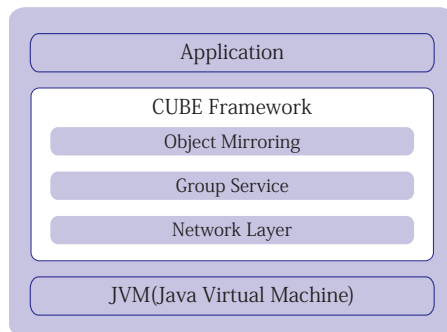 Application
CUBE Framework
Object Mirroring
Group Service
Network Layer
JVM(Java Virtual Machine)